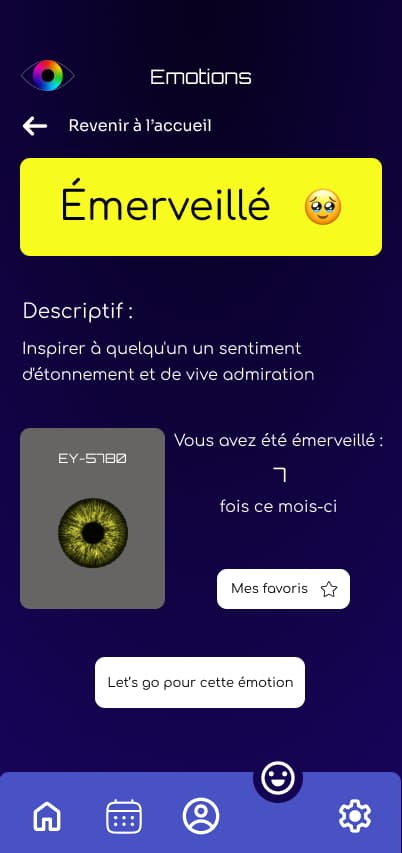 Emotions
Revenir à l'accueil
Émerveillé
Descriptif :
Inspirer à quelqu'un un sentiment
d'étonnement et de vive admiration
EY-5780
Vous avez été émerveillé :
7
fois ce mois-ci
Mes favoris
Let's go pour cette émotion